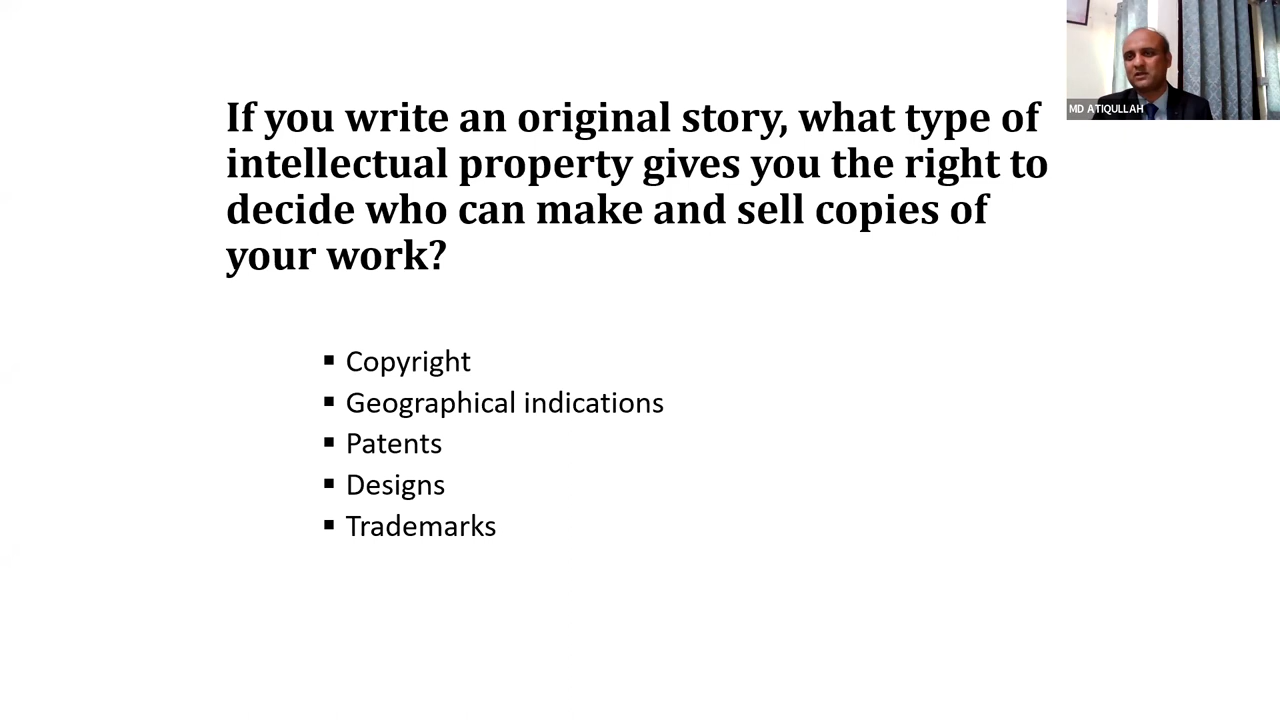 If you write an original story, what type of
intellectual property gives you the right to
decide who can make and sell copies of
your work?
▪ Copyright
▪ Geographical indications
▪ Patents
▪ Designs
▪ Trademarks
MD ATIQULLAH